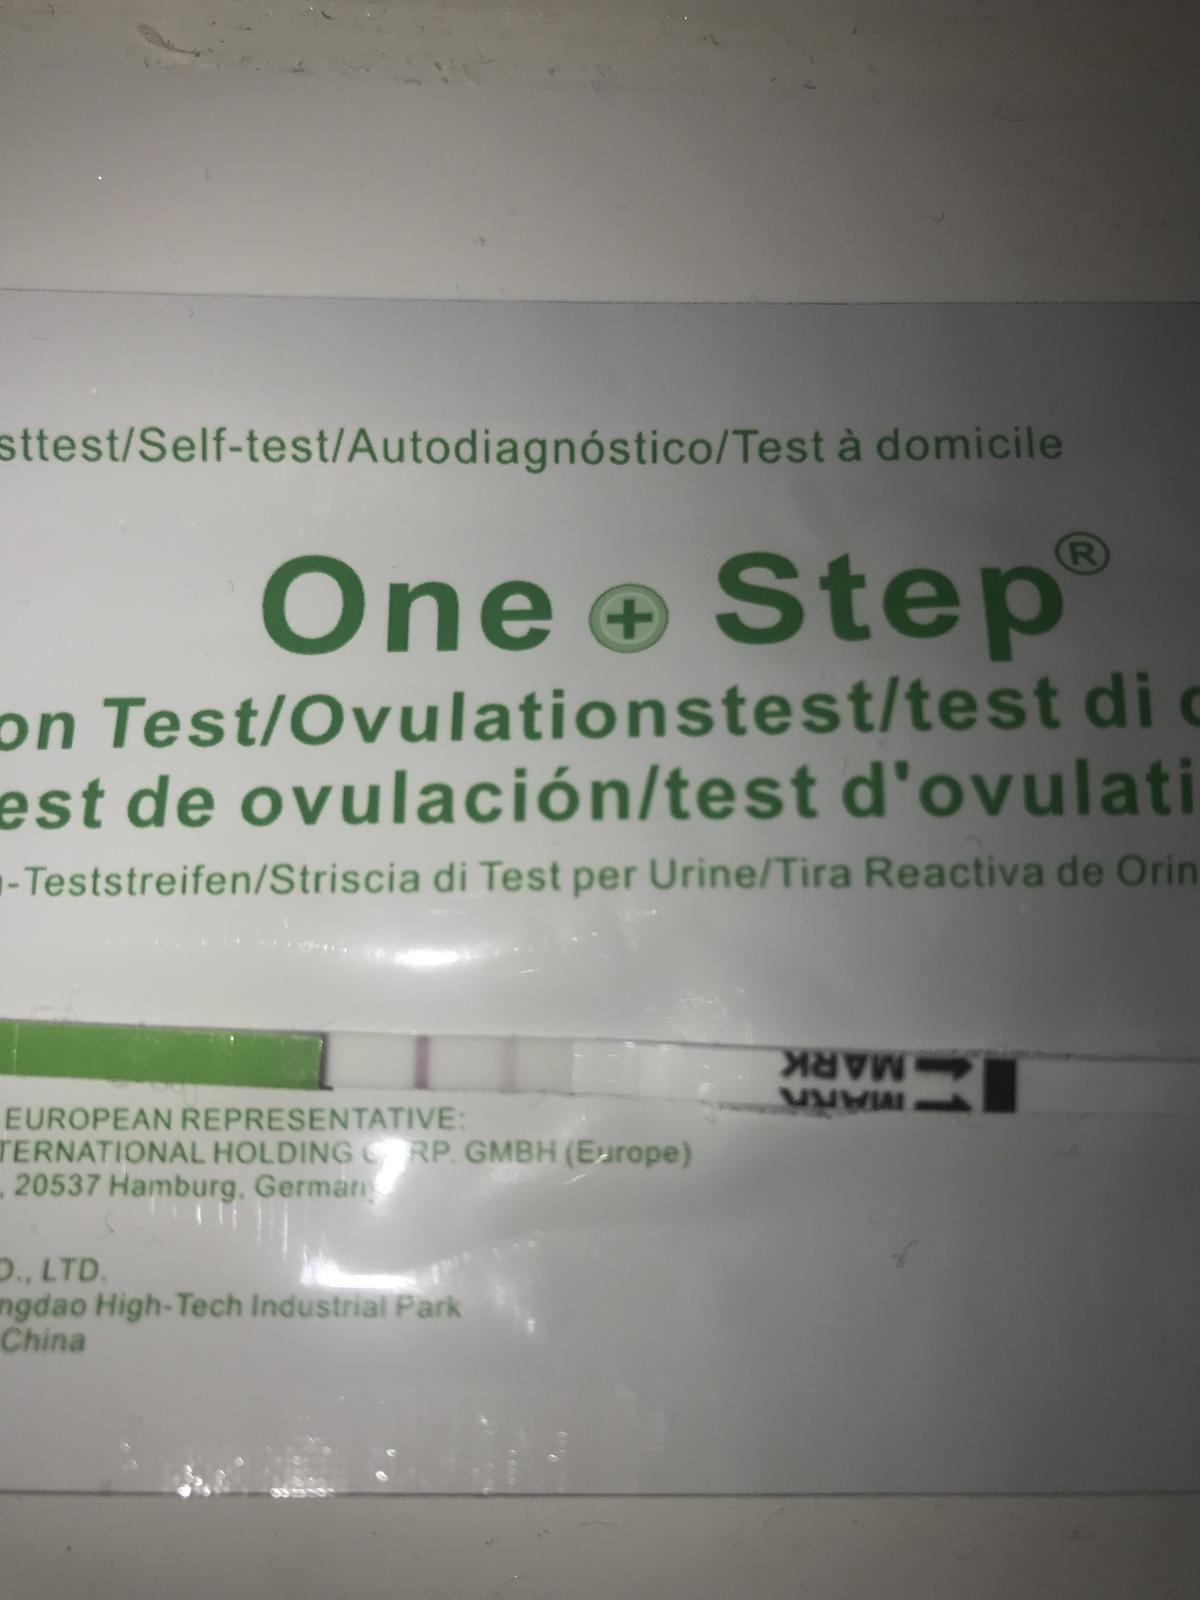 sttest/Self-test/Autodiagnóstico/Test à domicile
One + Step®
on Test/Ovulationstest/test di
est de ovulación/test d'ovulati
-Teststreifen/Striscia di Test per Urine/Tira Reactiva de Orin
MARK
MARK
EUROPEAN REPRESENTATIVE:
TERNATIONAL HOLDING RP. GMBH (Europe)
, 20537 Hamburg, Germany
O., LTD.
ngdao High-Tech Industrial Park
China